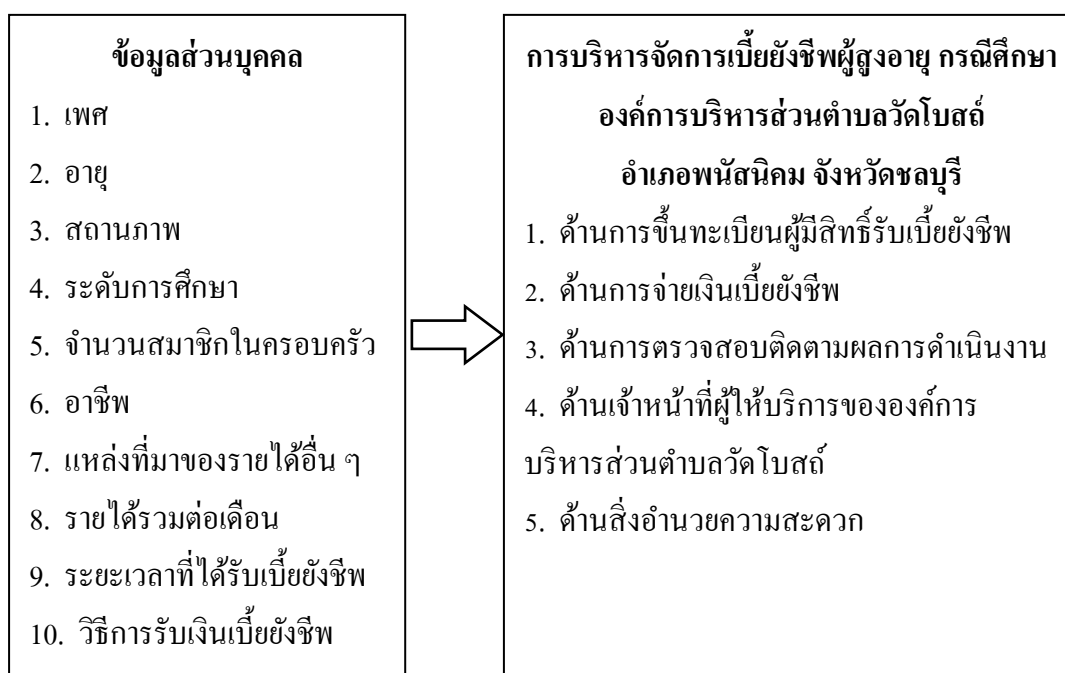 ข้อมูลส่วนบุคคล
1. เพศ
2. อายุ
3. สถานภาพ
4. ระดับการศึกษา
5. จำนวนสมาชิกในครอบครัว
6. อาชีพ
7. แหล่งที่มาของรายได้อื่น ๆ
8. รายได้รวมต่อเดือน
9. ระยะเวลาที่ได้รับเบี้ยยังชีพ
10. วิธีการรับเงินเบี้ยยังชีพ
การบริหารจัดการเบี้ยยังชีพผู้สูงอายุ กรณีศึกษา
องค์การบริหารส่วนตำบลวัดโบสถ์
อำเภอพนัสนิคม จังหวัดชลบุรี
1. ด้านการขึ้นทะเบียนผู้มีสิทธิ์รับเบี้ยยังชีพ
2. ด้านการจ่ายเงินเบี้ยยังชีพ
3. ด้านการตรวจสอบติดตามผลการดำเนินงาน
4. ด้านเจ้าหน้าที่ผู้ให้บริการขององค์การ
บริหารส่วนตำบลวัดโบสถ์
5. ด้านสิ่งอำนวยความสะดวก